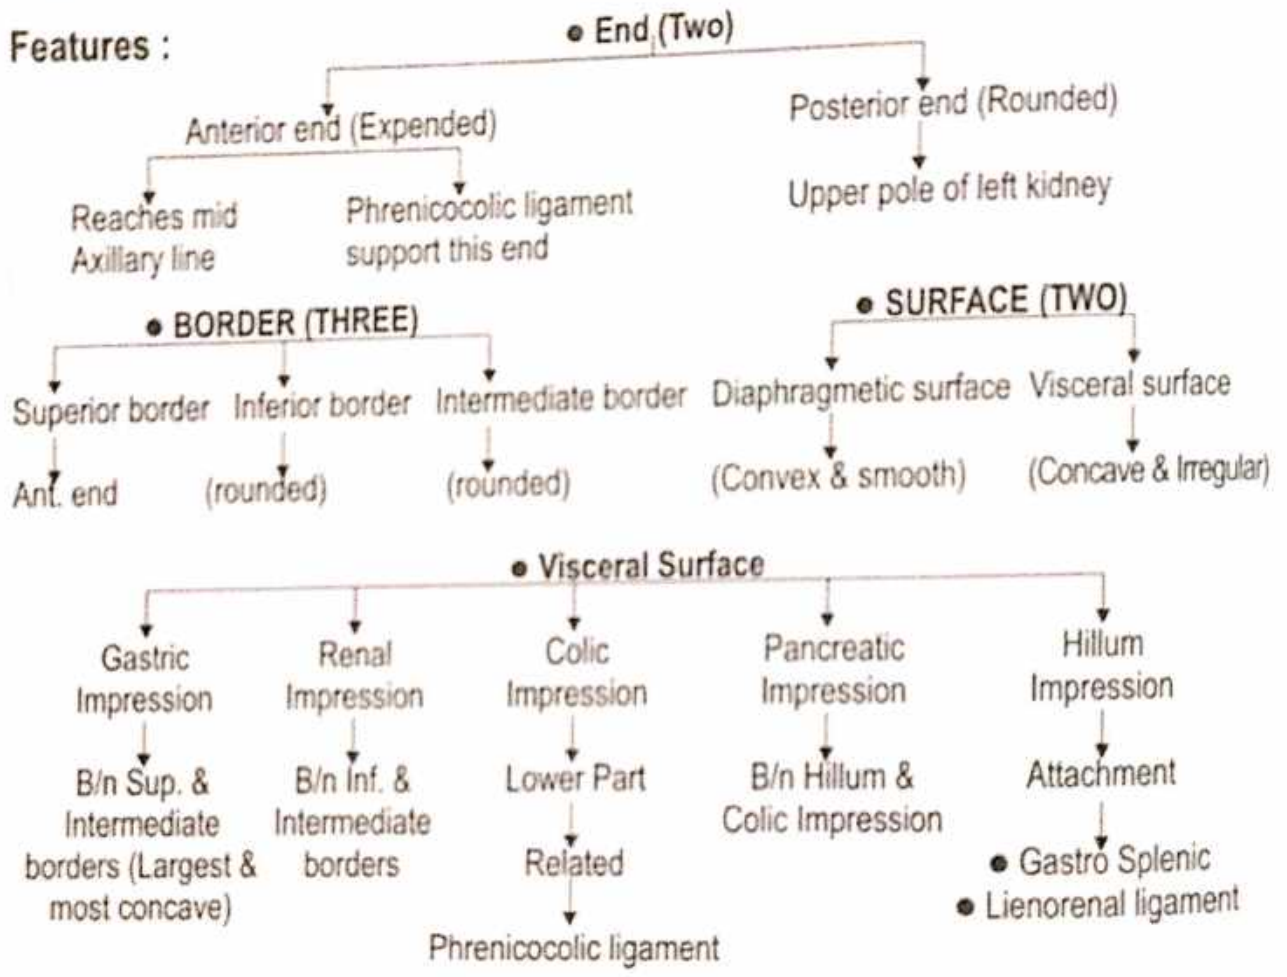 Features :
● End (Two)
Anterior end (Expended)
Posterior end (Rounded)
Reaches mid
Axillary line
Phrenicocolic ligament
support this end
Upper pole of left kidney
● BORDER (THREE)
Superior border
Inferior border
Intermediate border
Ant. end
(rounded)
(rounded)
● SURFACE (TWO)
Diaphragmetic surface
Visceral surface
(Convex & smooth)
(Concave & Irregular)
● Visceral Surface
Gastric
Impression
Renal
Impression
Colic
Impression
Pancreatic
Impression
Hillum
Impression
B/n Sup. &
Intermediate
borders (Largest &
most concave)
B/n Inf. &
Intermediate
borders
Lower Part
Related
Phrenicocolic ligament
B/n Hillum &
Colic Impression
Attachment
● Gastro Splenic
● Lienorenal ligament